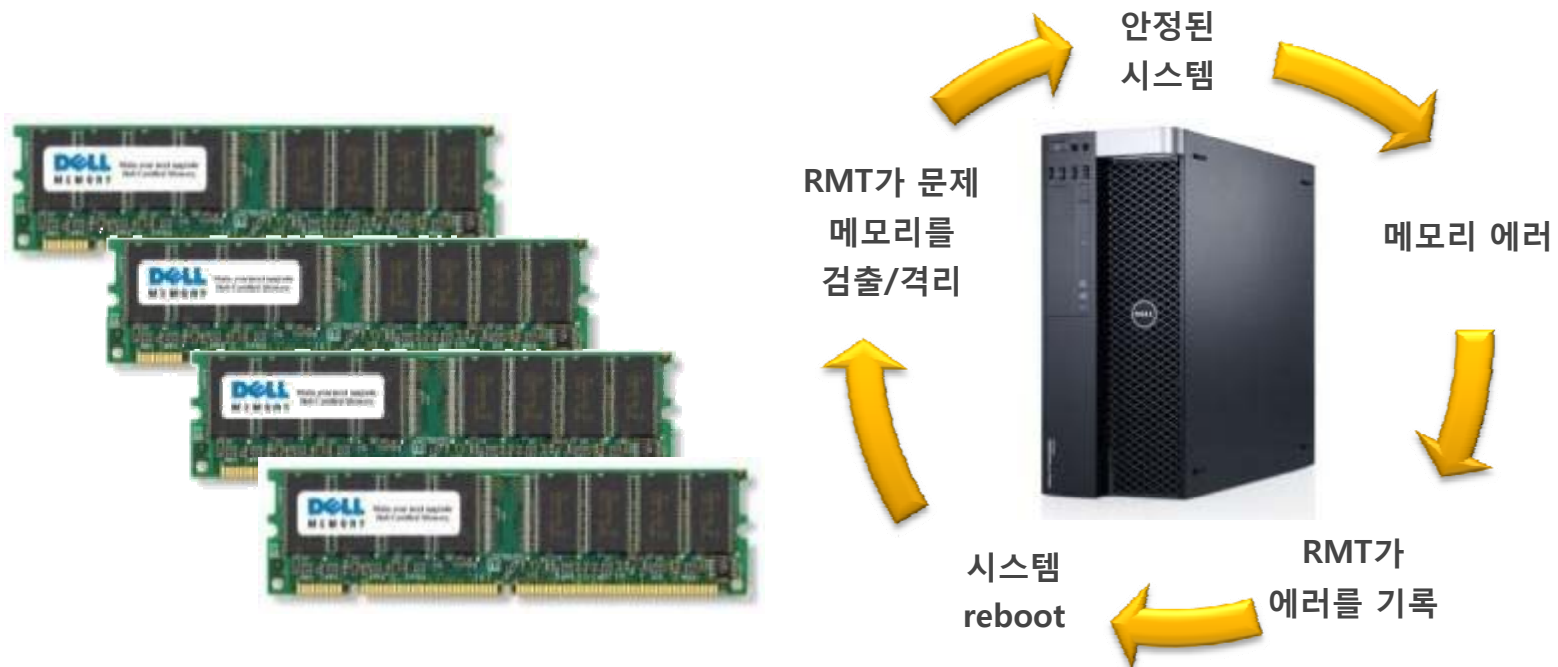 DELL
MEMORY
DELL
MEMORY
DELL
MEMORY
DELL
MEMORY
안정된
시스템
메모리 에러
RMT가
에러를 기록
시스템
reboot
RMT가 문제
메모리를
검출/격리
DELL